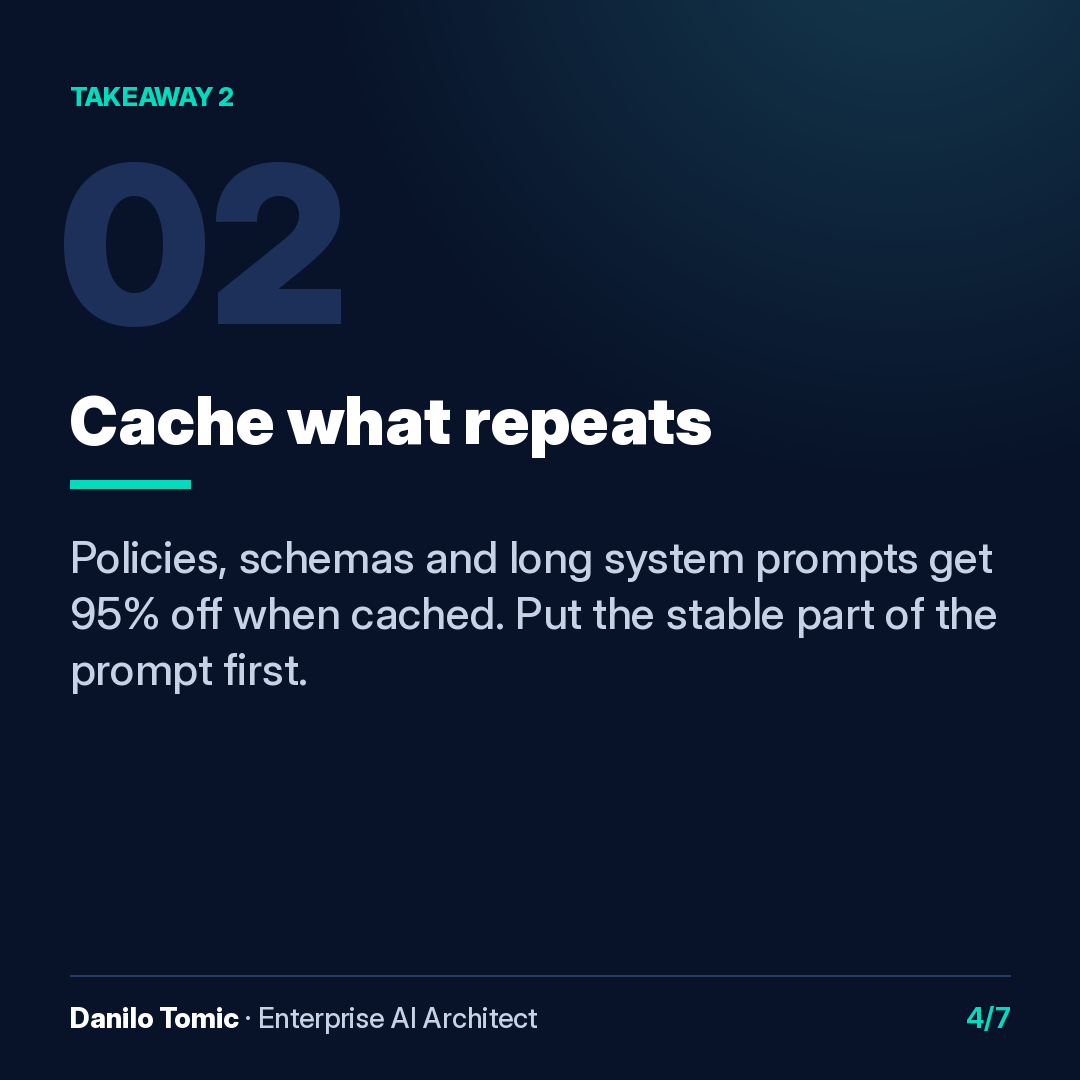 TAKEAWAY 2
02
Cache what repeats
Policies, schemas and long system prompts get
95% off when cached. Put the stable part of the
prompt first.
Danilo Tomic · Enterprise AI Architect
4/7